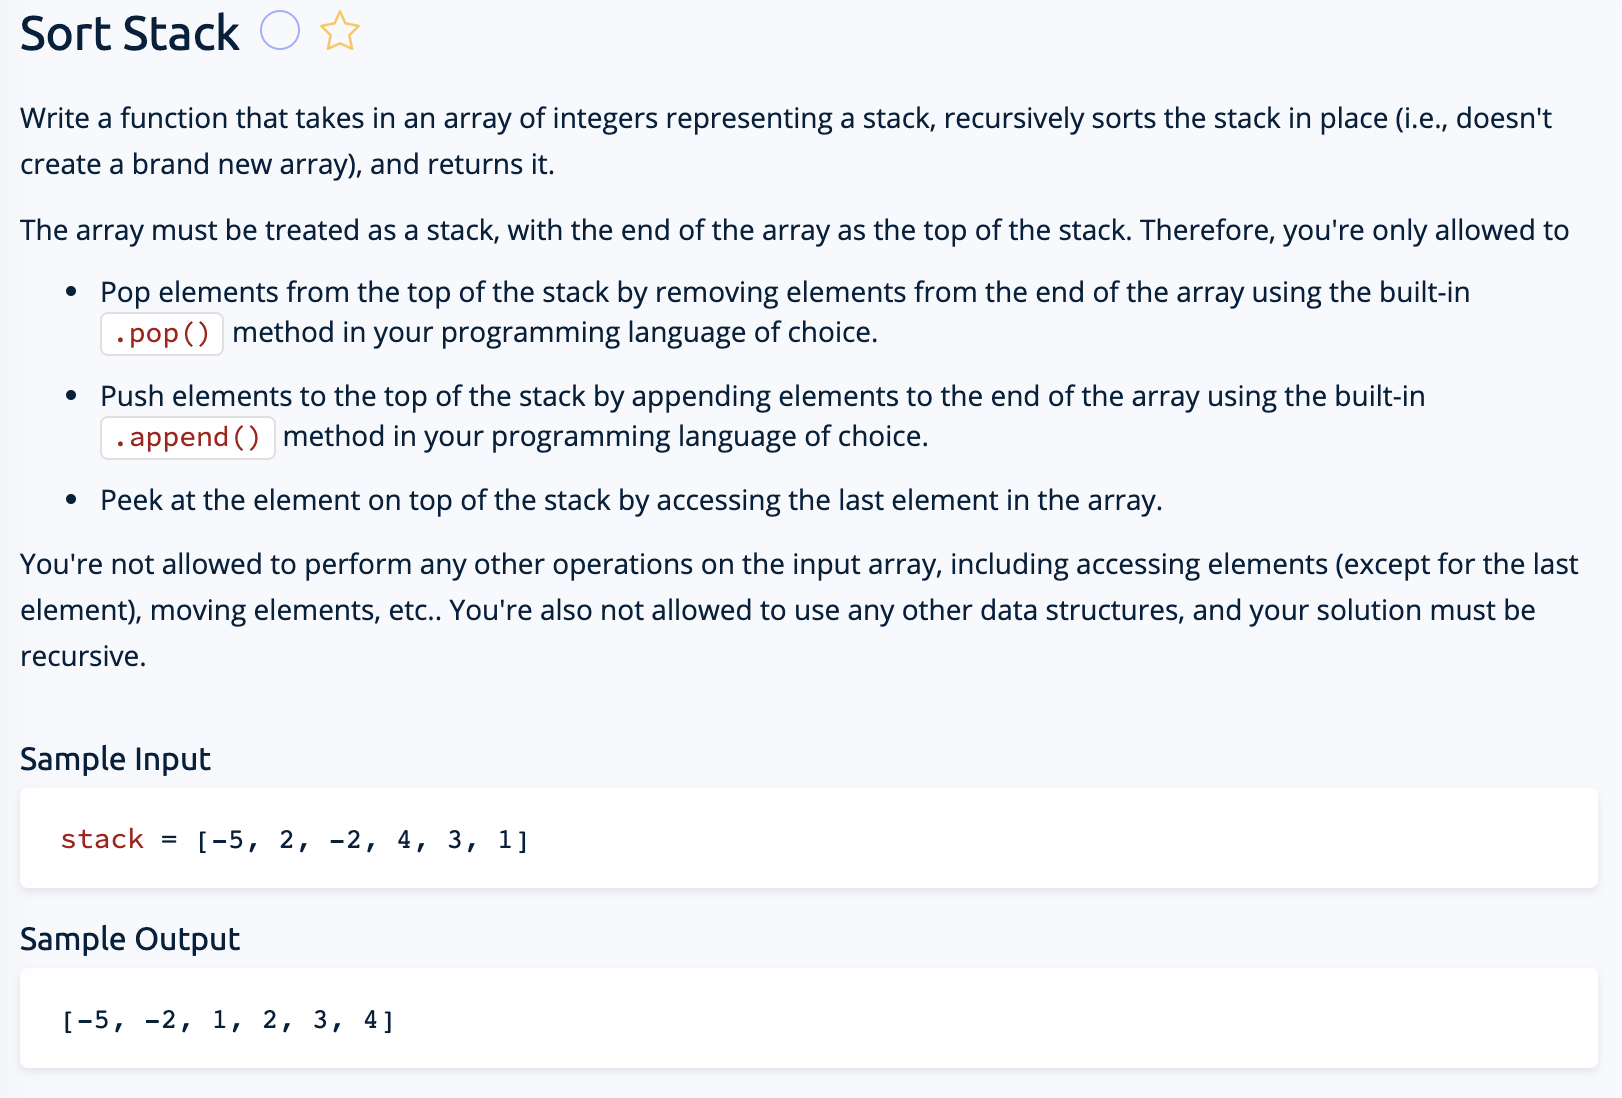 Sort Stack
Write a function that takes in an array of integers representing a stack, recursively sorts the stack in place (i.e., doesn't
create a brand new array), and returns it.
The array must be treated as a stack, with the end of the array as the top of the stack. Therefore, you're only allowed to
• Pop elements from the top of the stack by removing elements from the end of the array using the built-in
.pop() method in your programming language of choice.
• Push elements to the top of the stack by appending elements to the end of the array using the built-in
.append() method in your programming language of choice.
• Peek at the element on top of the stack by accessing the last element in the array.
You're not allowed to perform any other operations on the input array, including accessing elements (except for the last
element), moving elements, etc.. You're also not allowed to use any other data structures, and your solution must be
recursive.
Sample Input
stack = [-5, 2, -2, 4, 3, 1]
Sample Output
[-5, -2, 1, 2, 3, 4]